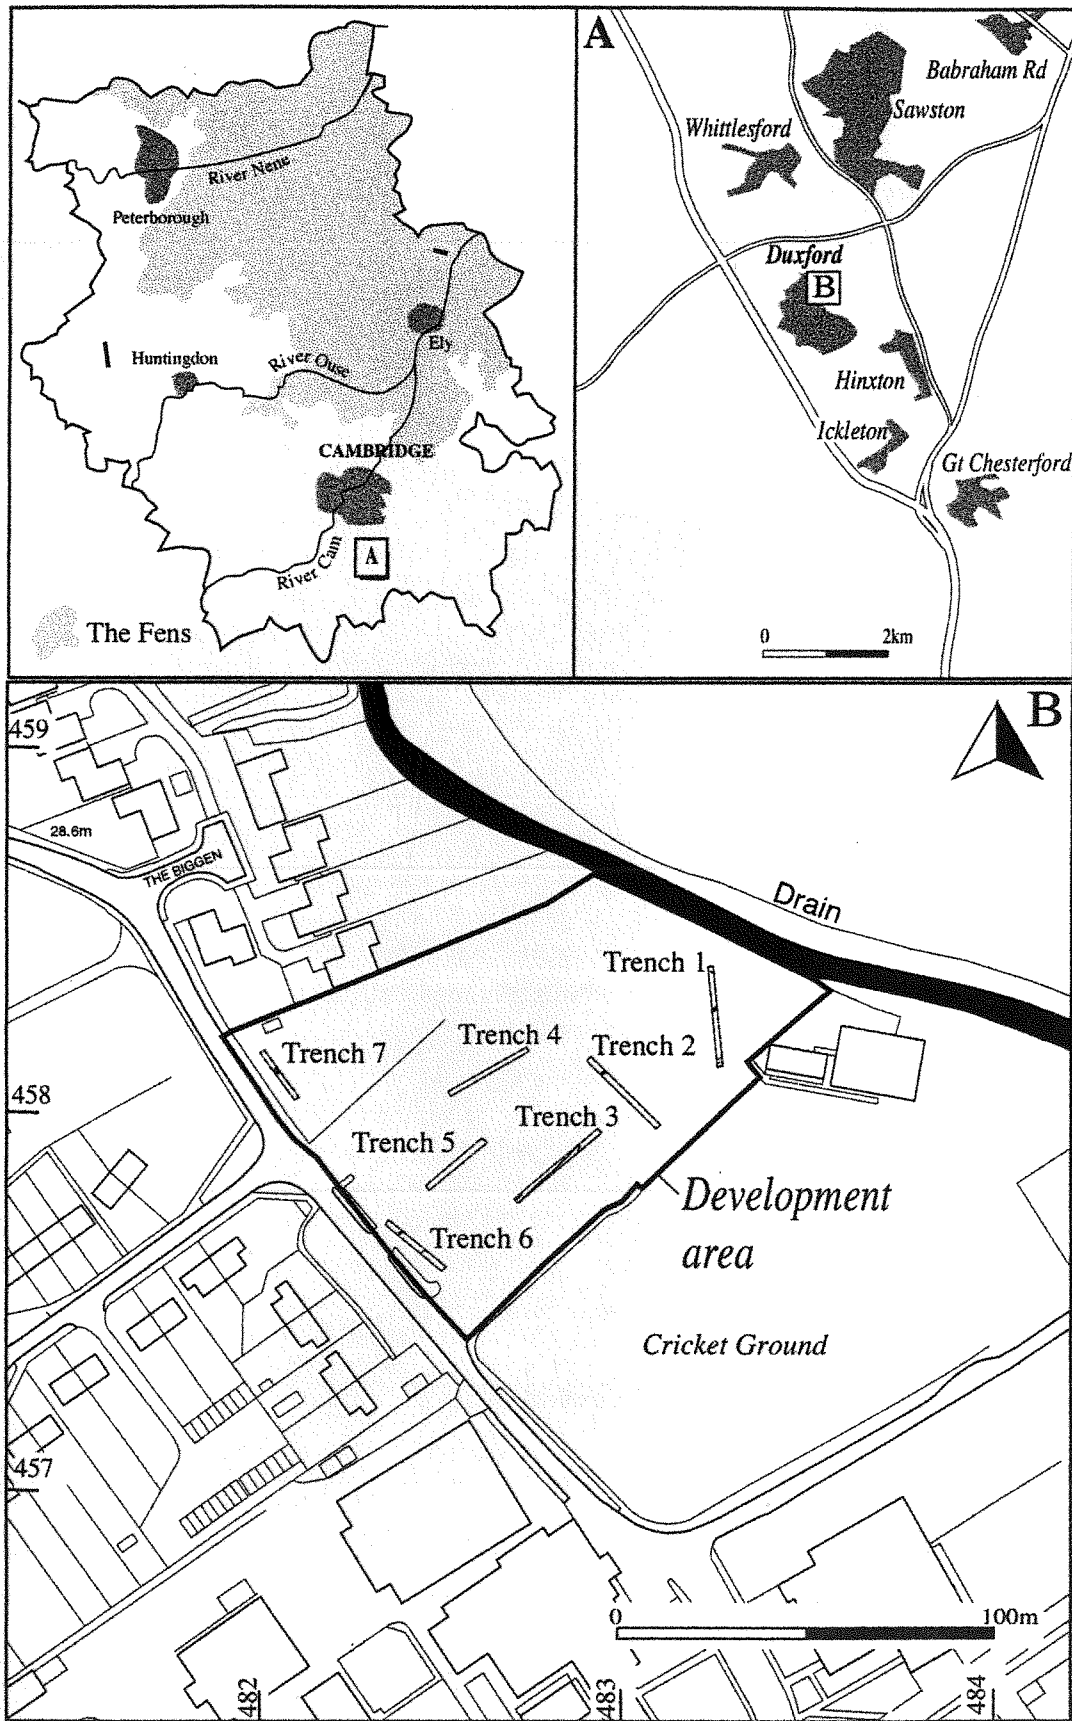 River Nene
Peterborough
Ely
Huntingdon
River Ouse
CAMBRIDGE
River Cam
A
The Fens
A
Babraham Rd
Sawston
Whittlesford
Duxford
B
Hinxton
Ickleton
Gt Chesterford
0 2km
B
459
28.6m
THE BIGGEN
Drain
Trench 1
Trench 4
Trench 2
Trench 7
458
Trench 3
Trench 5
Development
area
Trench 6
Cricket Ground
457
0 100m
482
483
484